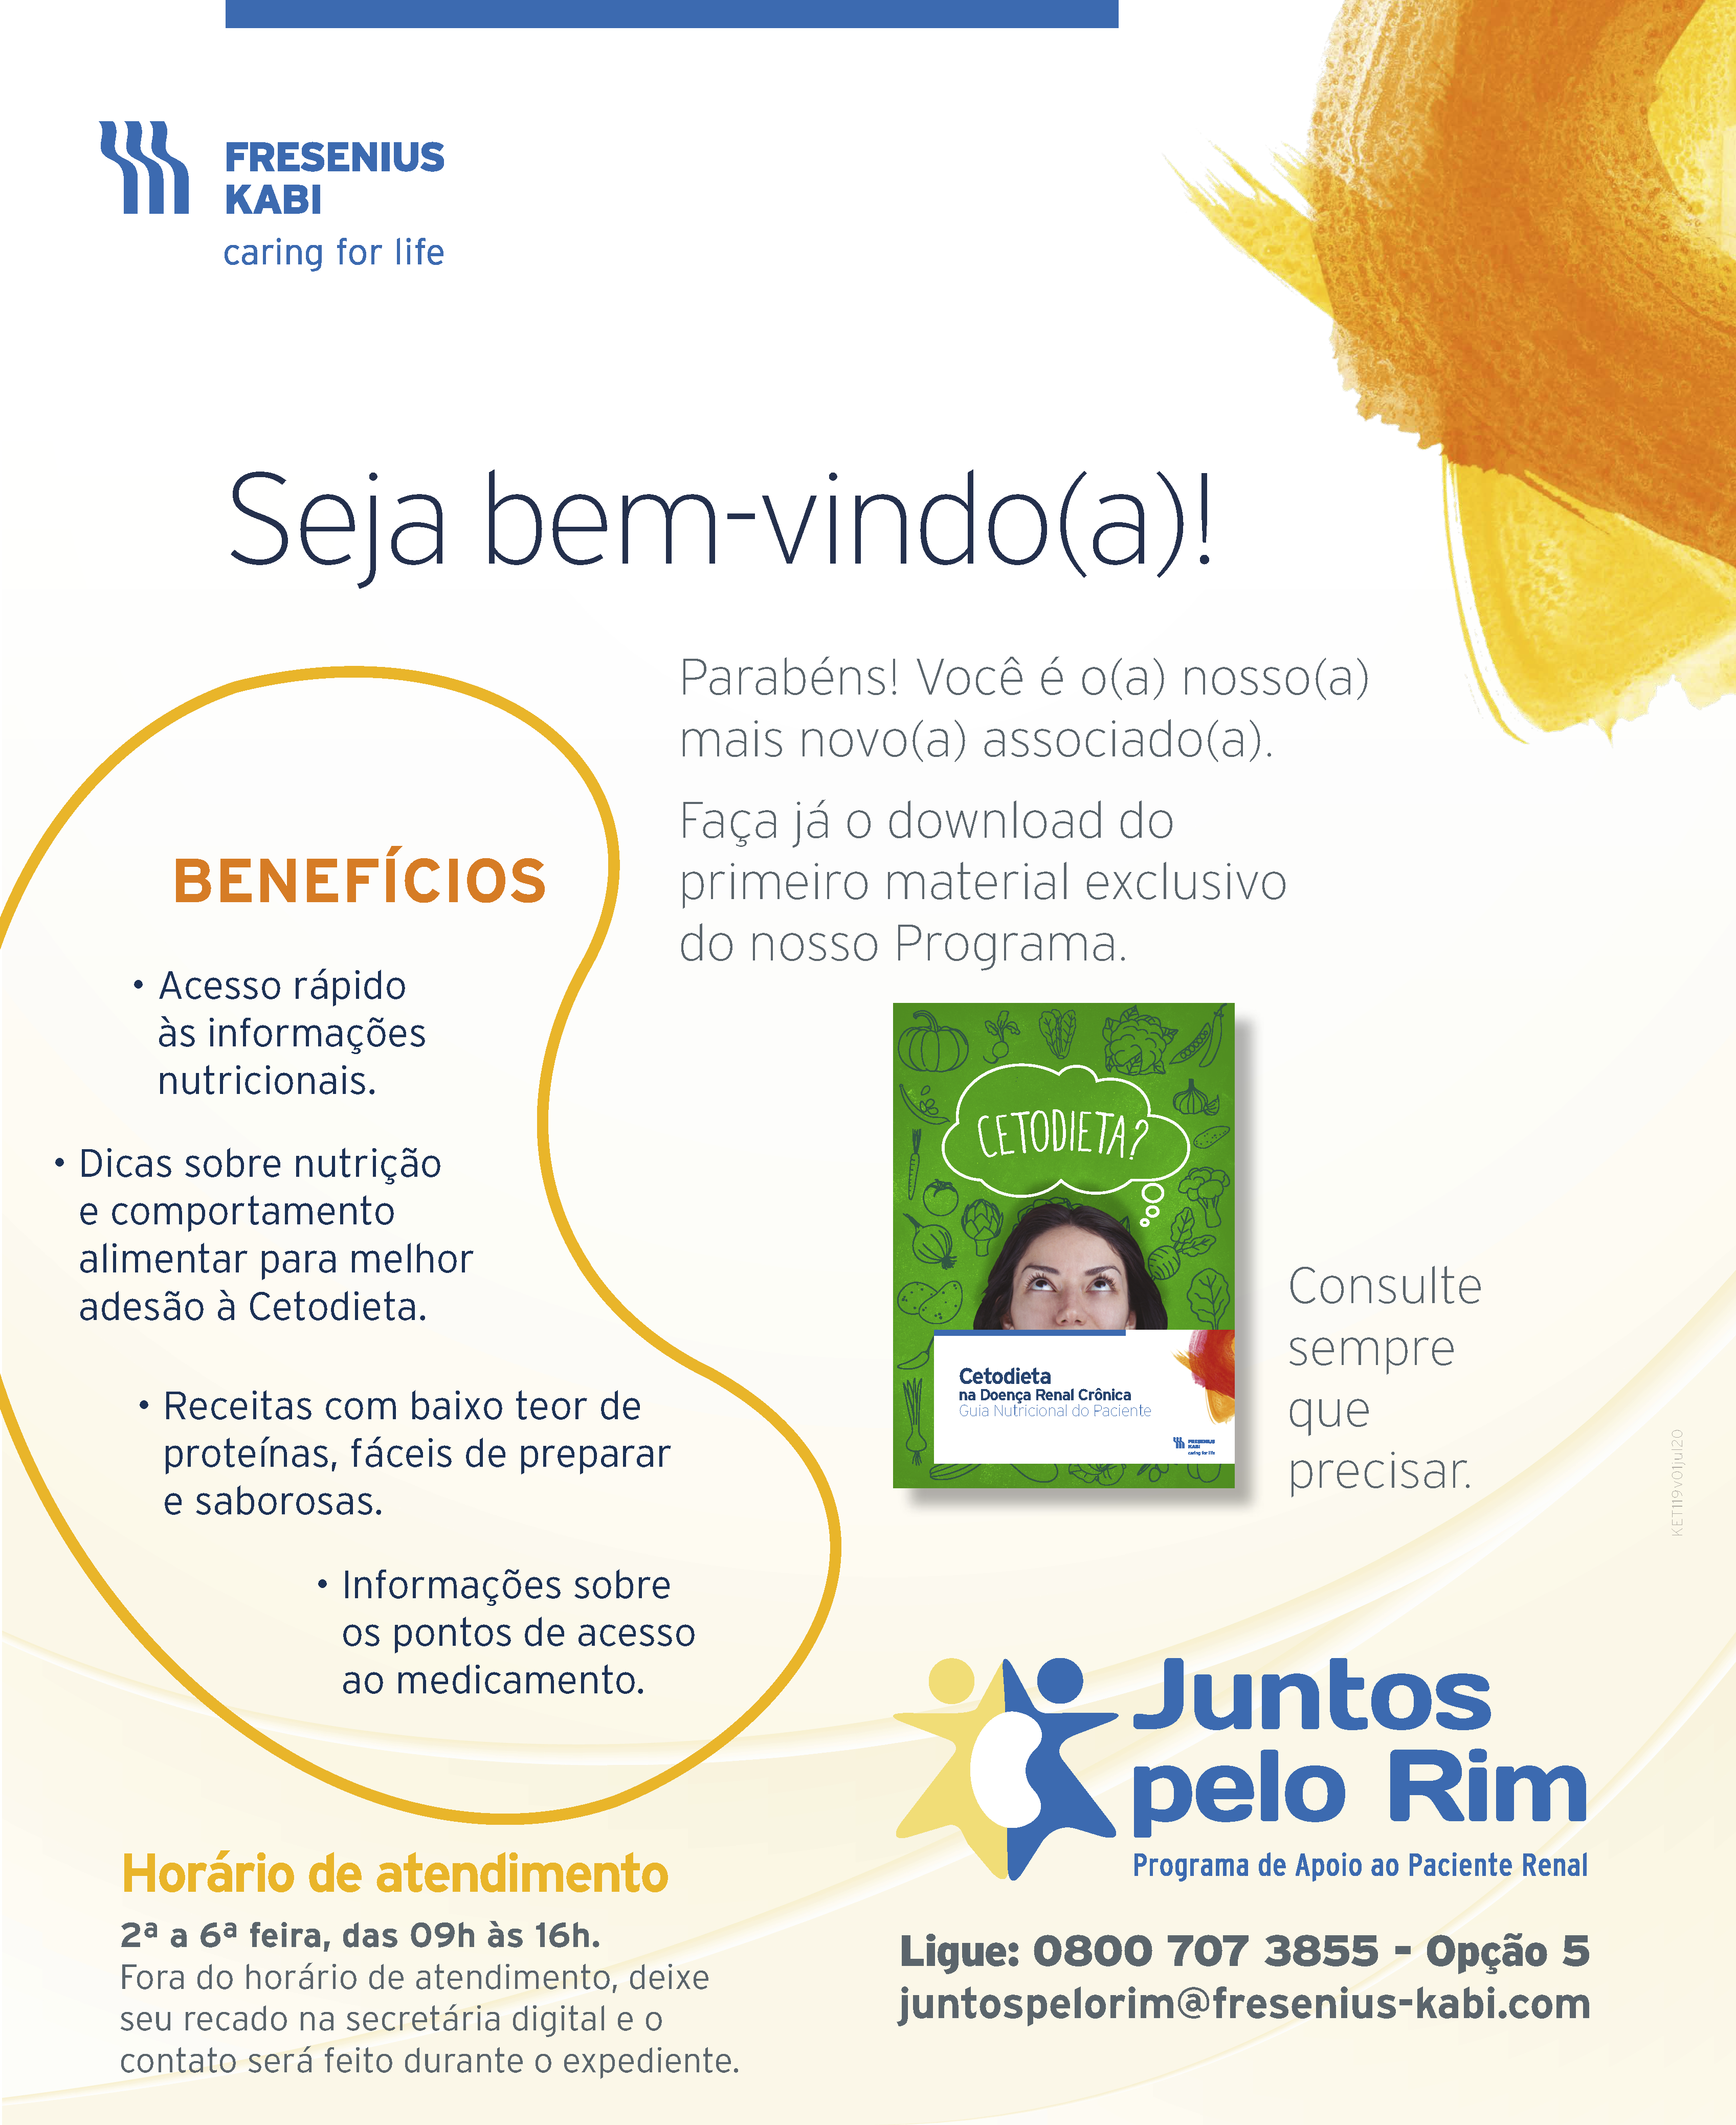 FRESENIUS
KABI
caring for life
Seja bem-vindo(a)!
Parabéns! Você é o(a) nosso(a)
mais novo(a) associado(a).
Faça já o download do
primeiro material exclusivo
do nosso Programa.
BENEFÍCIOS
• Acesso rápido
às informações
nutricionais.
• Dicas sobre nutrição
e comportamento
alimentar para melhor
adesão à Cetodieta.
• Receitas com baixo teor de
proteínas, fáceis de preparar
e saborosas.
• Informações sobre
os pontos de acesso
ao medicamento.
CETODIETA?
Cetodieta
na Doença Renal Crônica
Guia Nutricional do Paciente
FRESENIUS
KABI
caring for life
Consulte
sempre
que
precisar.
KET119v01jul20
Juntos
pelo Rim
Programa de Apoio ao Paciente Renal
Horário de atendimento
2ª a 6ª feira, das 09h às 16h.
Fora do horário de atendimento, deixe
seu recado na secretária digital e o
contato será feito durante o expediente.
Ligue: 0800 707 3855 - Opção 5
juntospelorim@fresenius-kabi.com